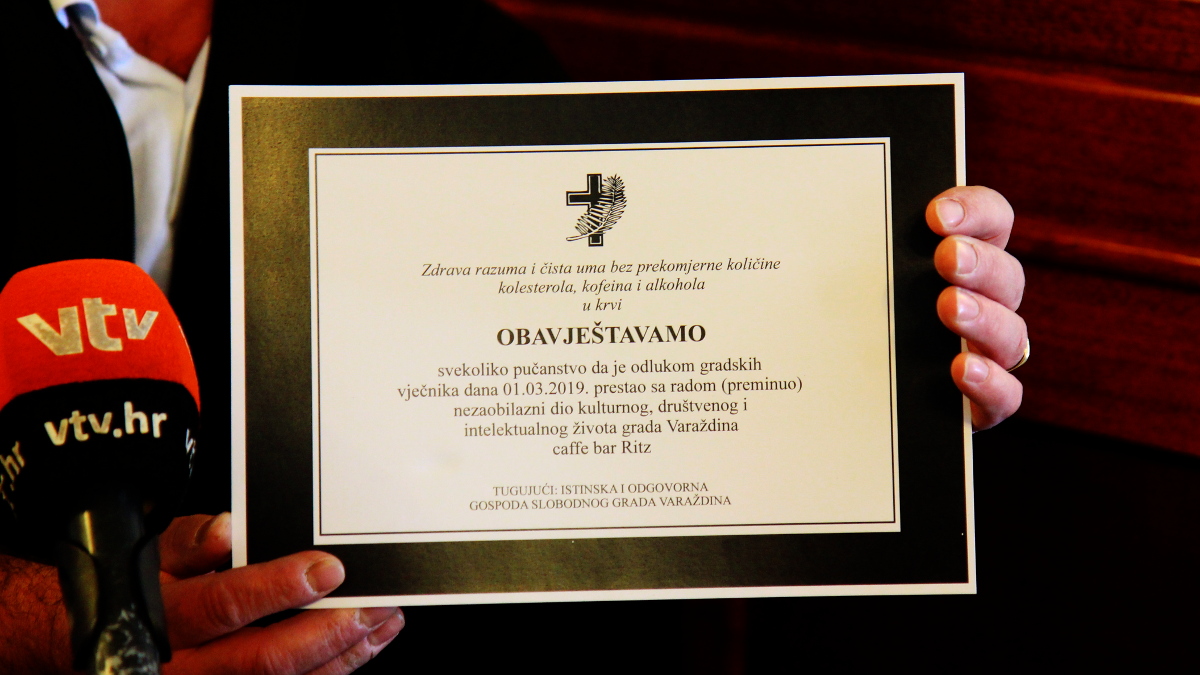 Zdrava razuma i čista uma bez prekomjerne količine
kolesterola, kofeina i alkohola
u krvi
OBAVJEŠTAVAMO
svekoliko pučanstvo da je odlukom gradskih
vječnika dana 01.03.2019. prestao sa radom (preminuo)
nezaobilazni dio kulturnog, društvenog i
intelektualnog života grada Varaždina
caffe bar Ritz
TUGUJUĆI: ISTINSKA I ODGOVORNA
GOSPODA SLOBODNOG GRADA VARAŽDINA
vtv
vtv.hr
.hr